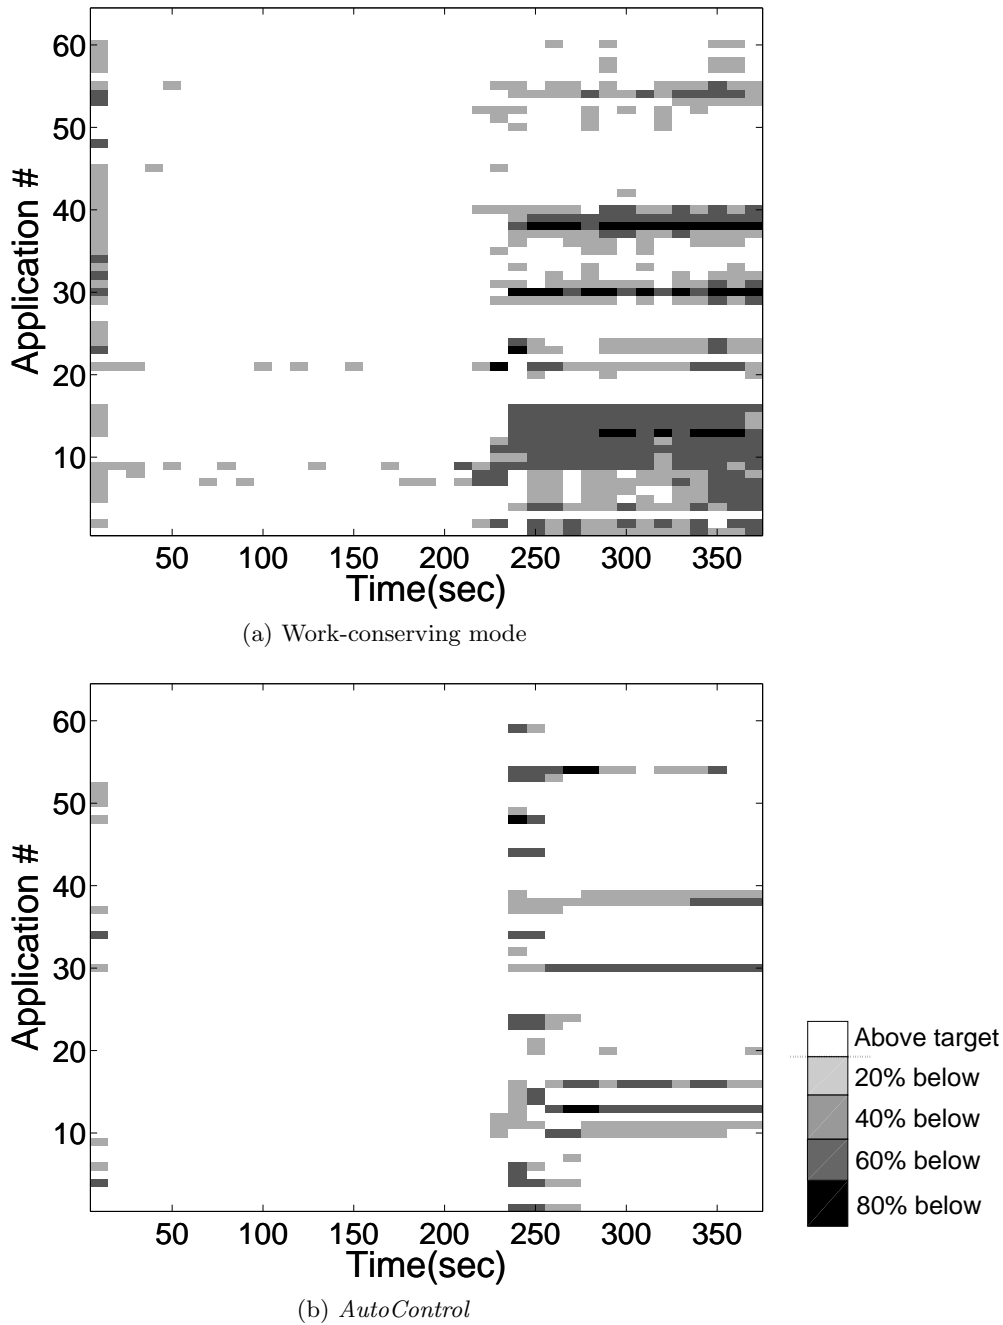 60
50
40
30
20
10
Application #
50 100 150 200 250 300 350
Time(sec)
(a) Work-conserving mode
60
50
40
30
20
10
Application #
50 100 150 200 250 300 350
Time(sec)
(b) AutoControl
Above target
20% below
40% below
60% below
80% below